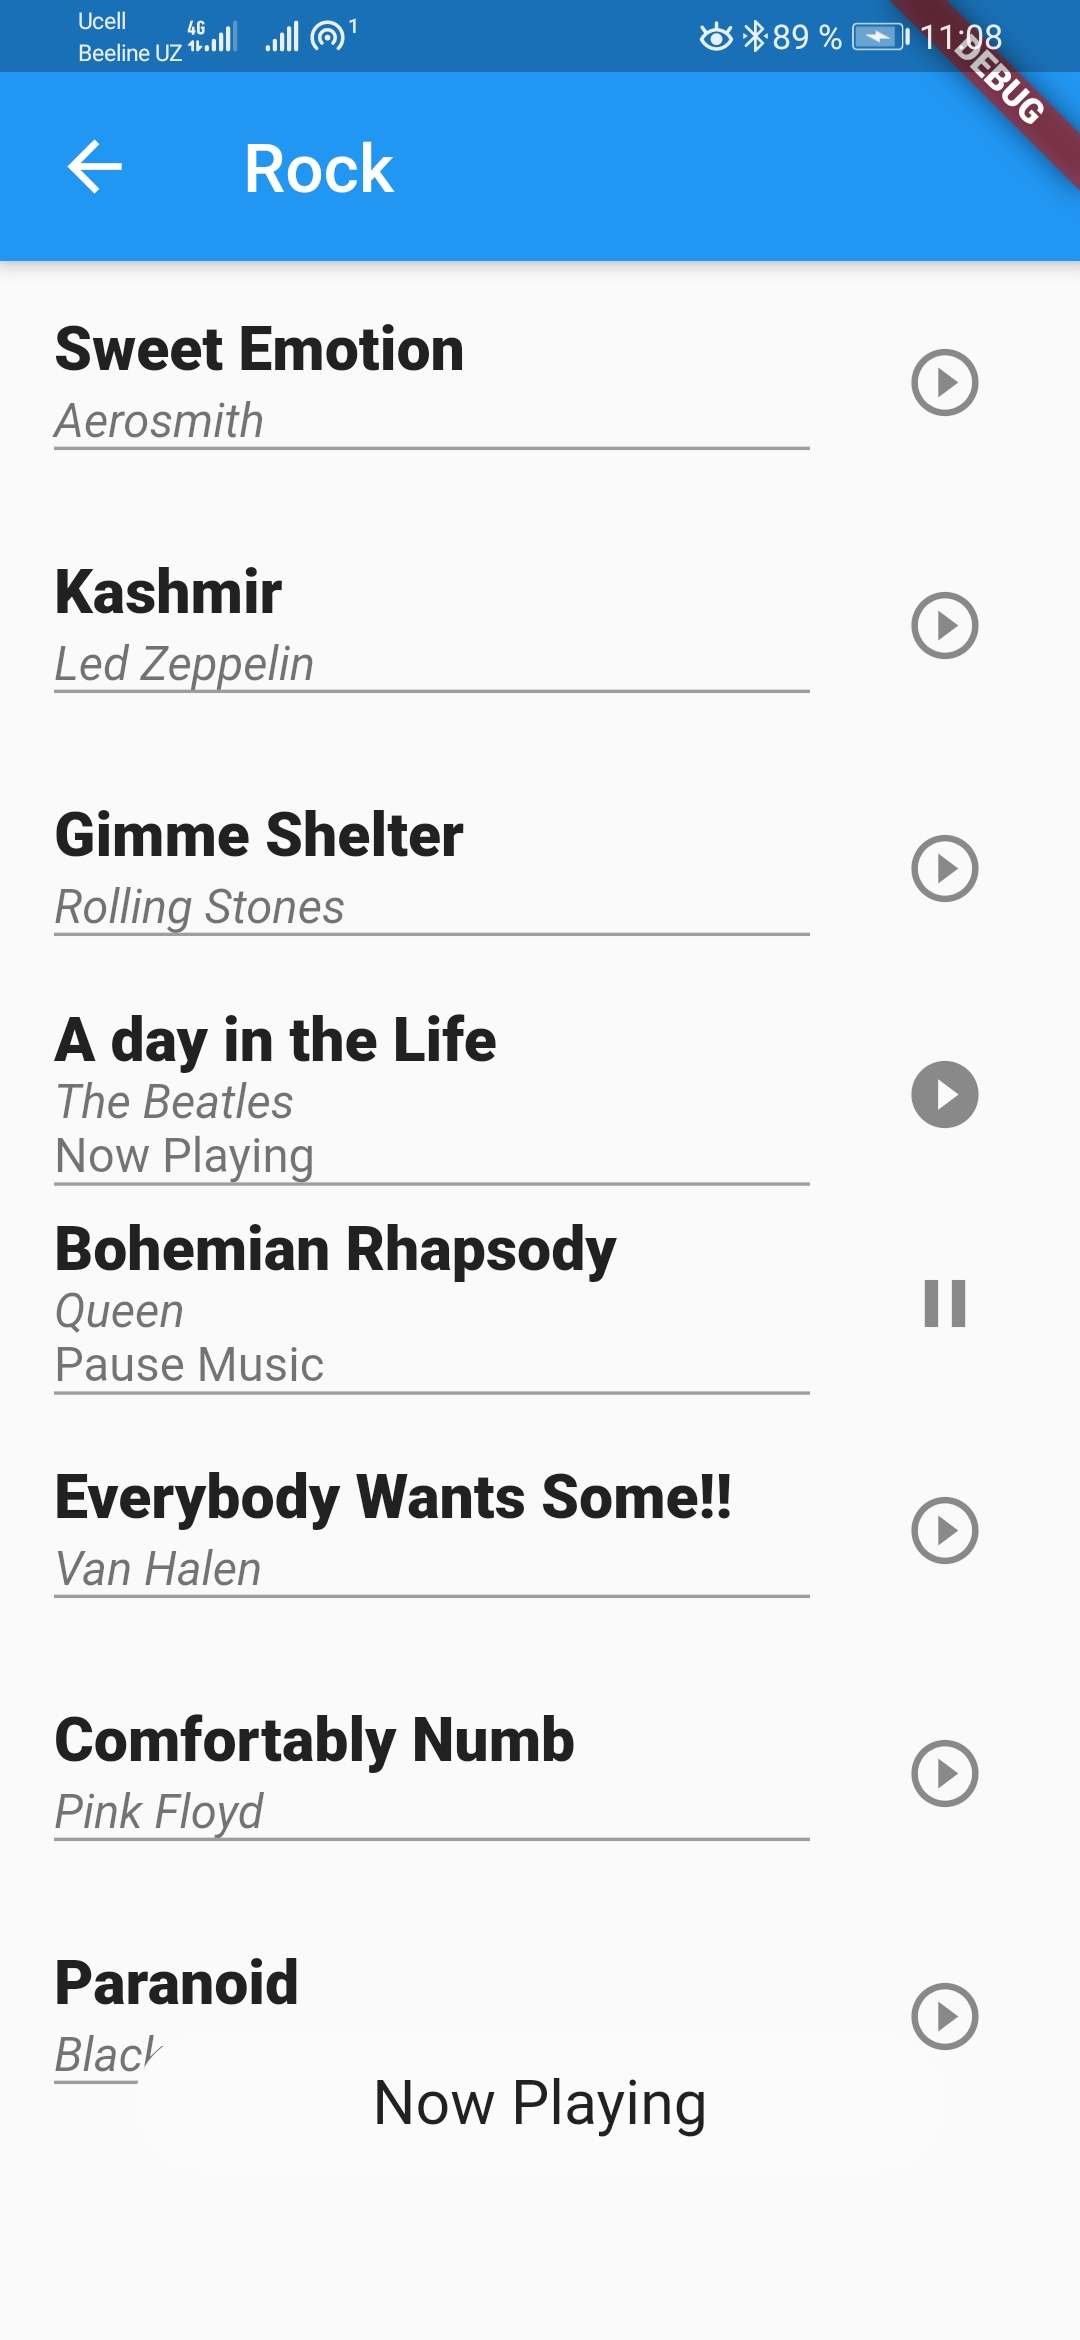 Ucell
Beeline UZ 4G 1 89 % 11:08
DEBUG
Rock
Sweet Emotion
Aerosmith
Kashmir
Led Zeppelin
Gimme Shelter
Rolling Stones
A day in the Life
The Beatles
Now Playing
Bohemian Rhapsody
Queen
Pause Music
Everybody Wants Some!!
Van Halen
Comfortably Numb
Pink Floyd
Paranoid
Black
Now Playing